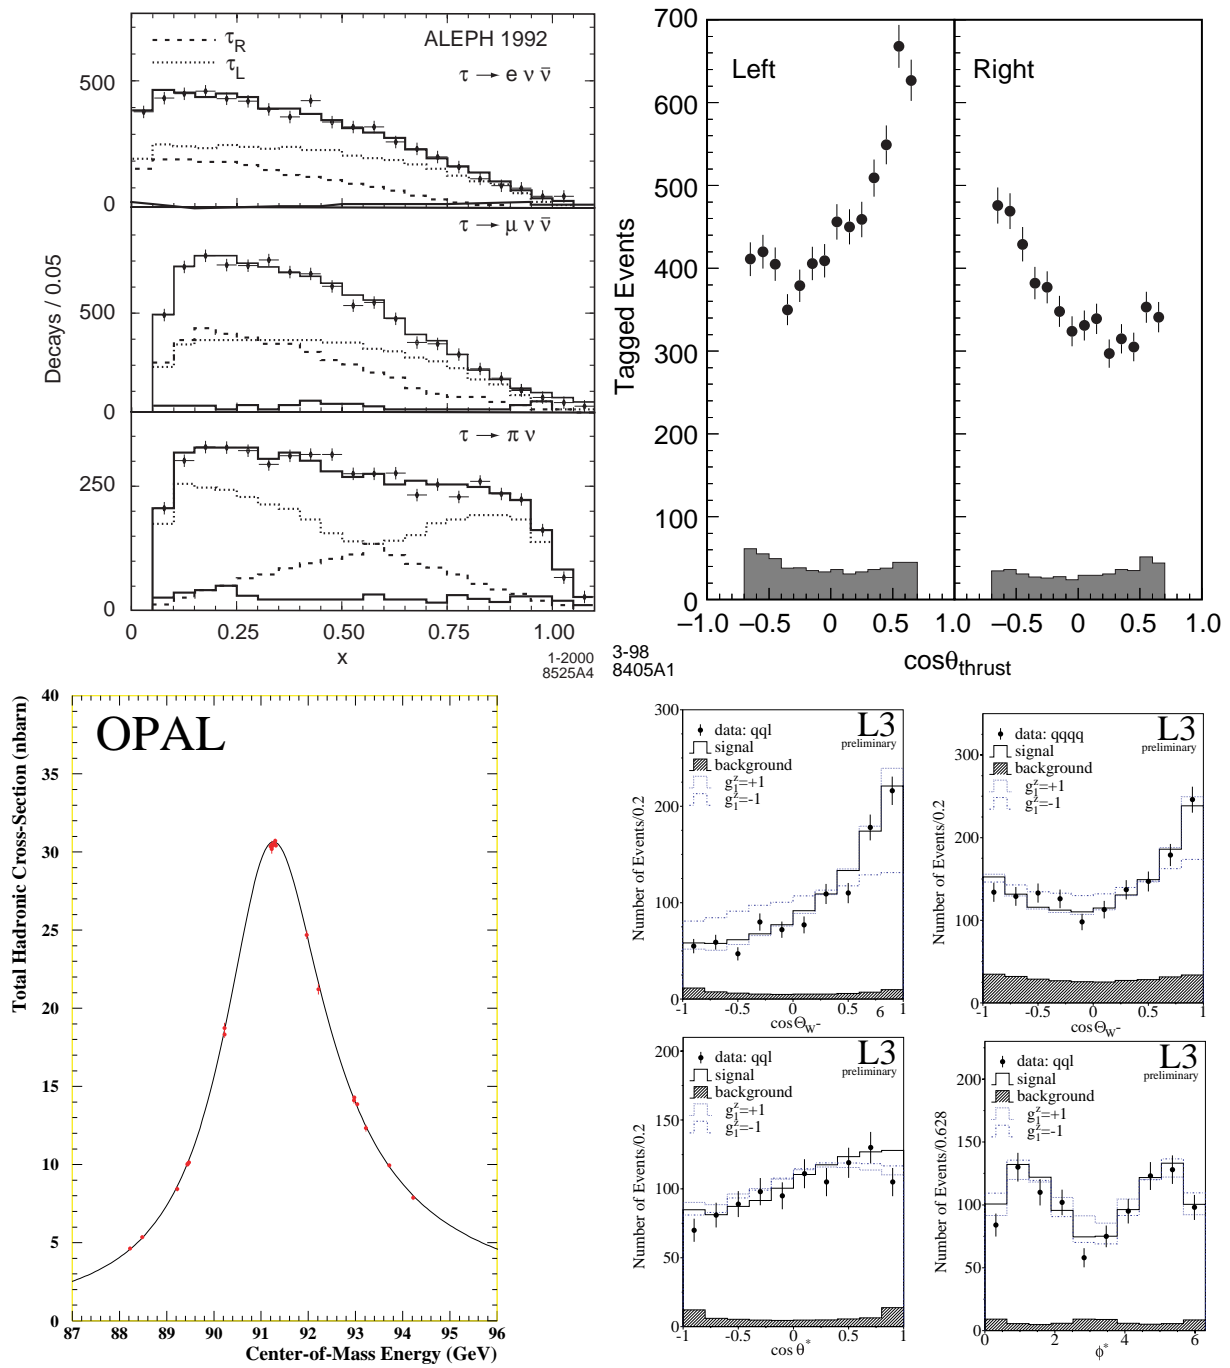 ALEPH 1992
τR
τL
τ → e ν ν̄
500
0
τ → μ ν ν̄
500
0
τ → π ν
250
0
Decays / 0.05
0 0.25 0.50 0.75 1.00
x
1-2000
8525A4
700
600
500
400
300
200
100
0
Tagged Events
Left
Right
–1.0 –0.5 0 0.5 –1.0 –0.5 0 0.5 1.0
cosθthrust
3-98
8405A1
OPAL
40
35
30
25
20
15
10
5
0
Total Hadronic Cross-Section (nbarn)
87 88 89 90 91 92 93 94 95 96
Center-of-Mass Energy (GeV)
L3
preliminary
data: qql
signal
background
g1z=+1
g1z=-1
300
200
100
0
Number of Events/0.2
-1 -0.5 0 0.5 6 1
cosΘW-
L3
preliminary
data: qqqq
signal
background
g1z=+1
g1z=-1
300
200
100
0
Number of Events/0.2
-1 -0.5 0 0.5 1
cosΘW-
L3
preliminary
data: qql
signal
background
g1z=+1
g1z=-1
200
150
100
50
0
Number of Events/0.2
-1 -0.5 0 0.5 1
cos θ*
L3
preliminary
data: qql
signal
background
g1z=+1
g1z=-1
200
150
100
50
0
Number of Events/0.628
0 2 4 6
φ*